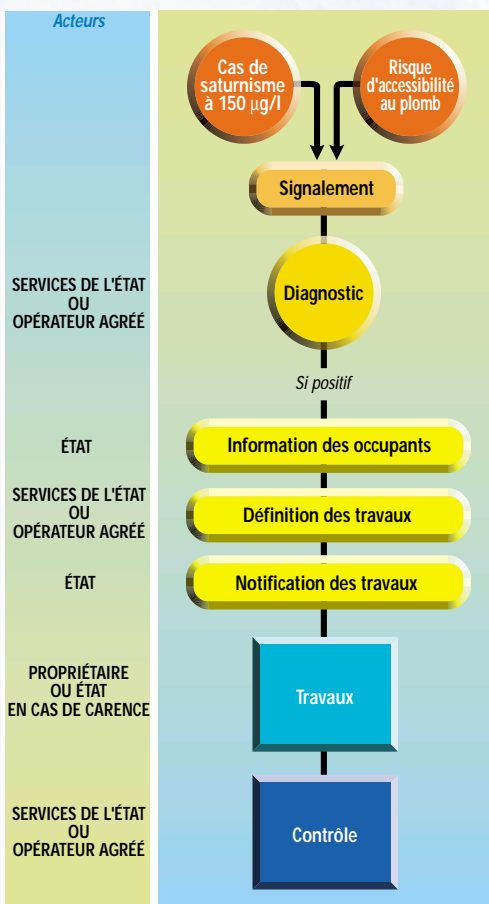 Acteurs
Cas de
saturnisme
à 150 µg/l
Risque
d'accessibilité
au plomb
Signalement
SERVICES DE L'ÉTAT
OU
OPÉRATEUR AGRÉÉ
Diagnostic
Si positif
ÉTAT
Information des occupants
SERVICES DE L'ÉTAT
OU
OPÉRATEUR AGRÉÉ
Définition des travaux
ÉTAT
Notification des travaux
PROPRIÉTAIRE
OU ÉTAT
EN CAS DE CARENCE
Travaux
SERVICES DE L'ÉTAT
OU
OPÉRATEUR AGRÉÉ
Contrôle